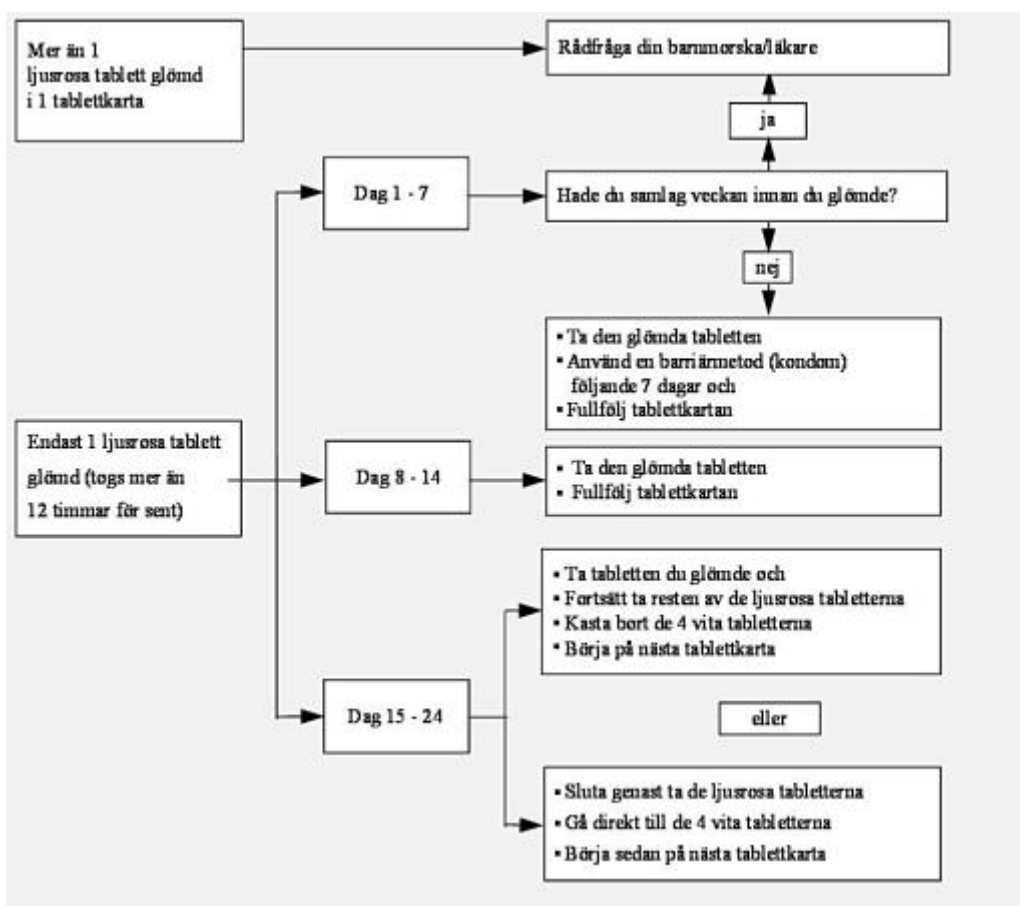 Mer än 1
ljusrosa tablett glömd
i 1 tablettkarta
Rådfråga din barnmorska/läkare
ja
Dag 1 - 7
Hade du samlag veckan innan du glömde?
nej
▪ Ta den glömda tabletten
▪ Använd en barriärmetod (kondom)
följande 7 dagar och
▪ Fullfölj tablettkartan
Endast 1 ljusrosa tablett
glömd (togs mer än
12 timmar för sent)
Dag 8 - 14
▪ Ta den glömda tabletten
▪ Fullfölj tablettkartan
▪ Ta tabletten du glömde och
▪ Fortsätt ta resten av de ljusrosa tabletterna
▪ Kasta bort de 4 vita tabletterna
▪ Börja på nästa tablettkarta
Dag 15 - 24
eller
▪ Sluta genast ta de ljusrosa tabletterna
▪ Gå direkt till de 4 vita tabletterna
▪ Börja sedan på nästa tablettkarta